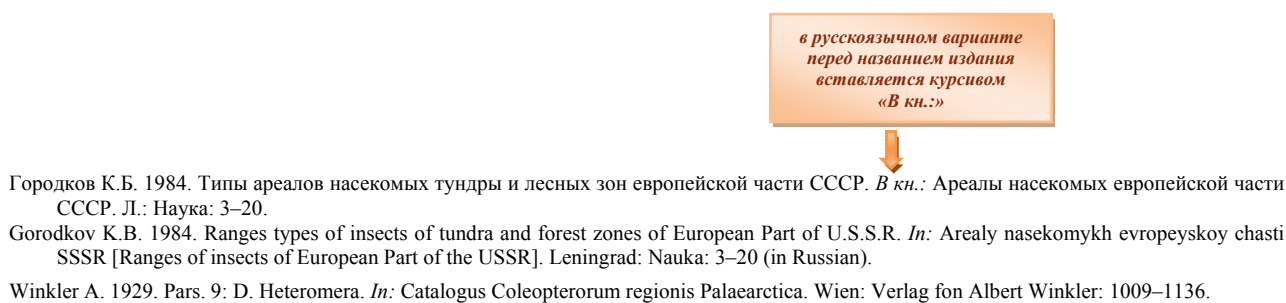 в русскоязычном варианте
перед названием издания
вставляется курсивом
«В кн.:»
Городков К.Б. 1984. Типы ареалов насекомых тундры и лесных зон европейской части СССР. В кн.: Ареалы насекомых европейской части
СССР. Л.: Наука: 3–20.
Gorodkov K.B. 1984. Ranges types of insects of tundra and forest zones of European Part of U.S.S.R. In: Arealy nasekomykh evropeyskoy chasti
SSSR [Ranges of insects of European Part of the USSR]. Leningrad: Nauka: 3–20 (in Russian).
Winkler A. 1929. Pars. 9: D. Heteromera. In: Catalogus Coleopterorum regionis Palaearctica. Wien: Verlag fon Albert Winkler: 1009–1136.